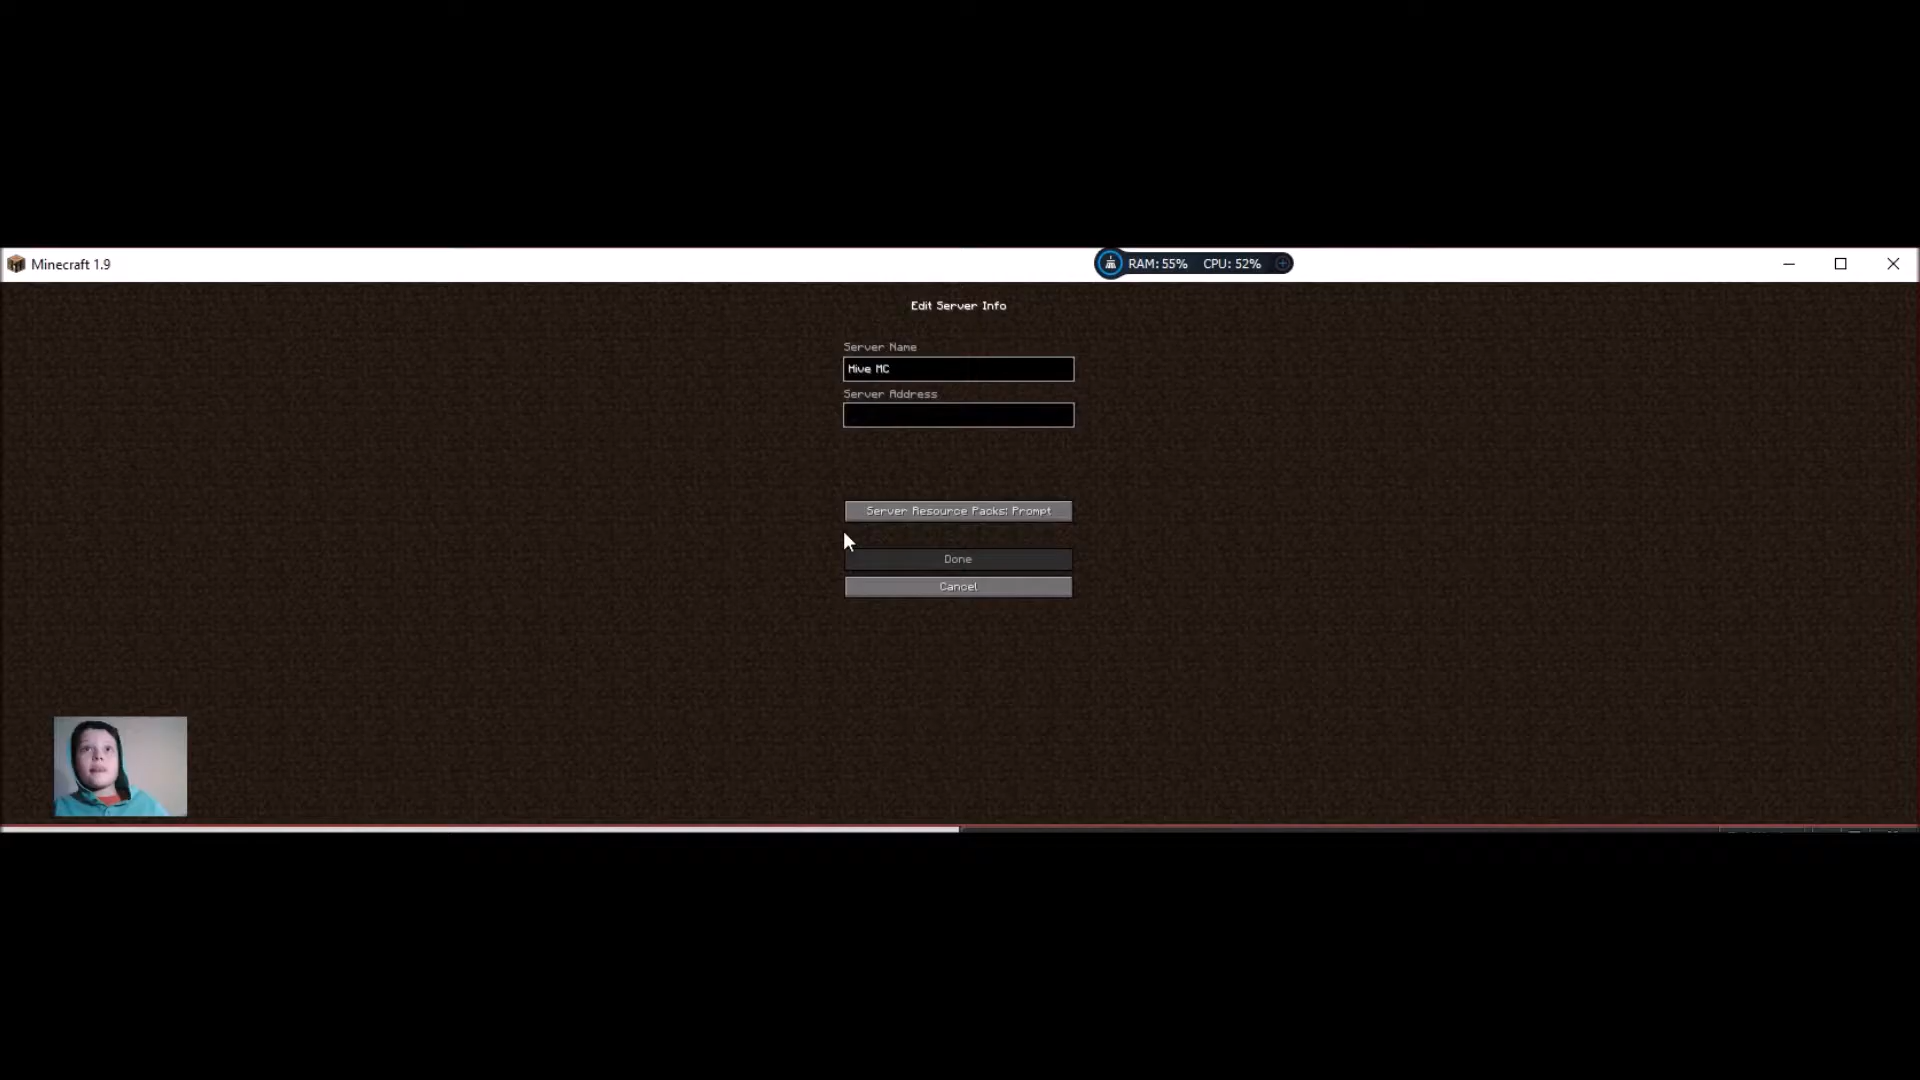 Minecraft 1.9
RAM: 55% CPU: 52%
Edit Server Info
Server Name
Hive MC
Server Address
Server Resource Packs: Prompt
Done
Cancel